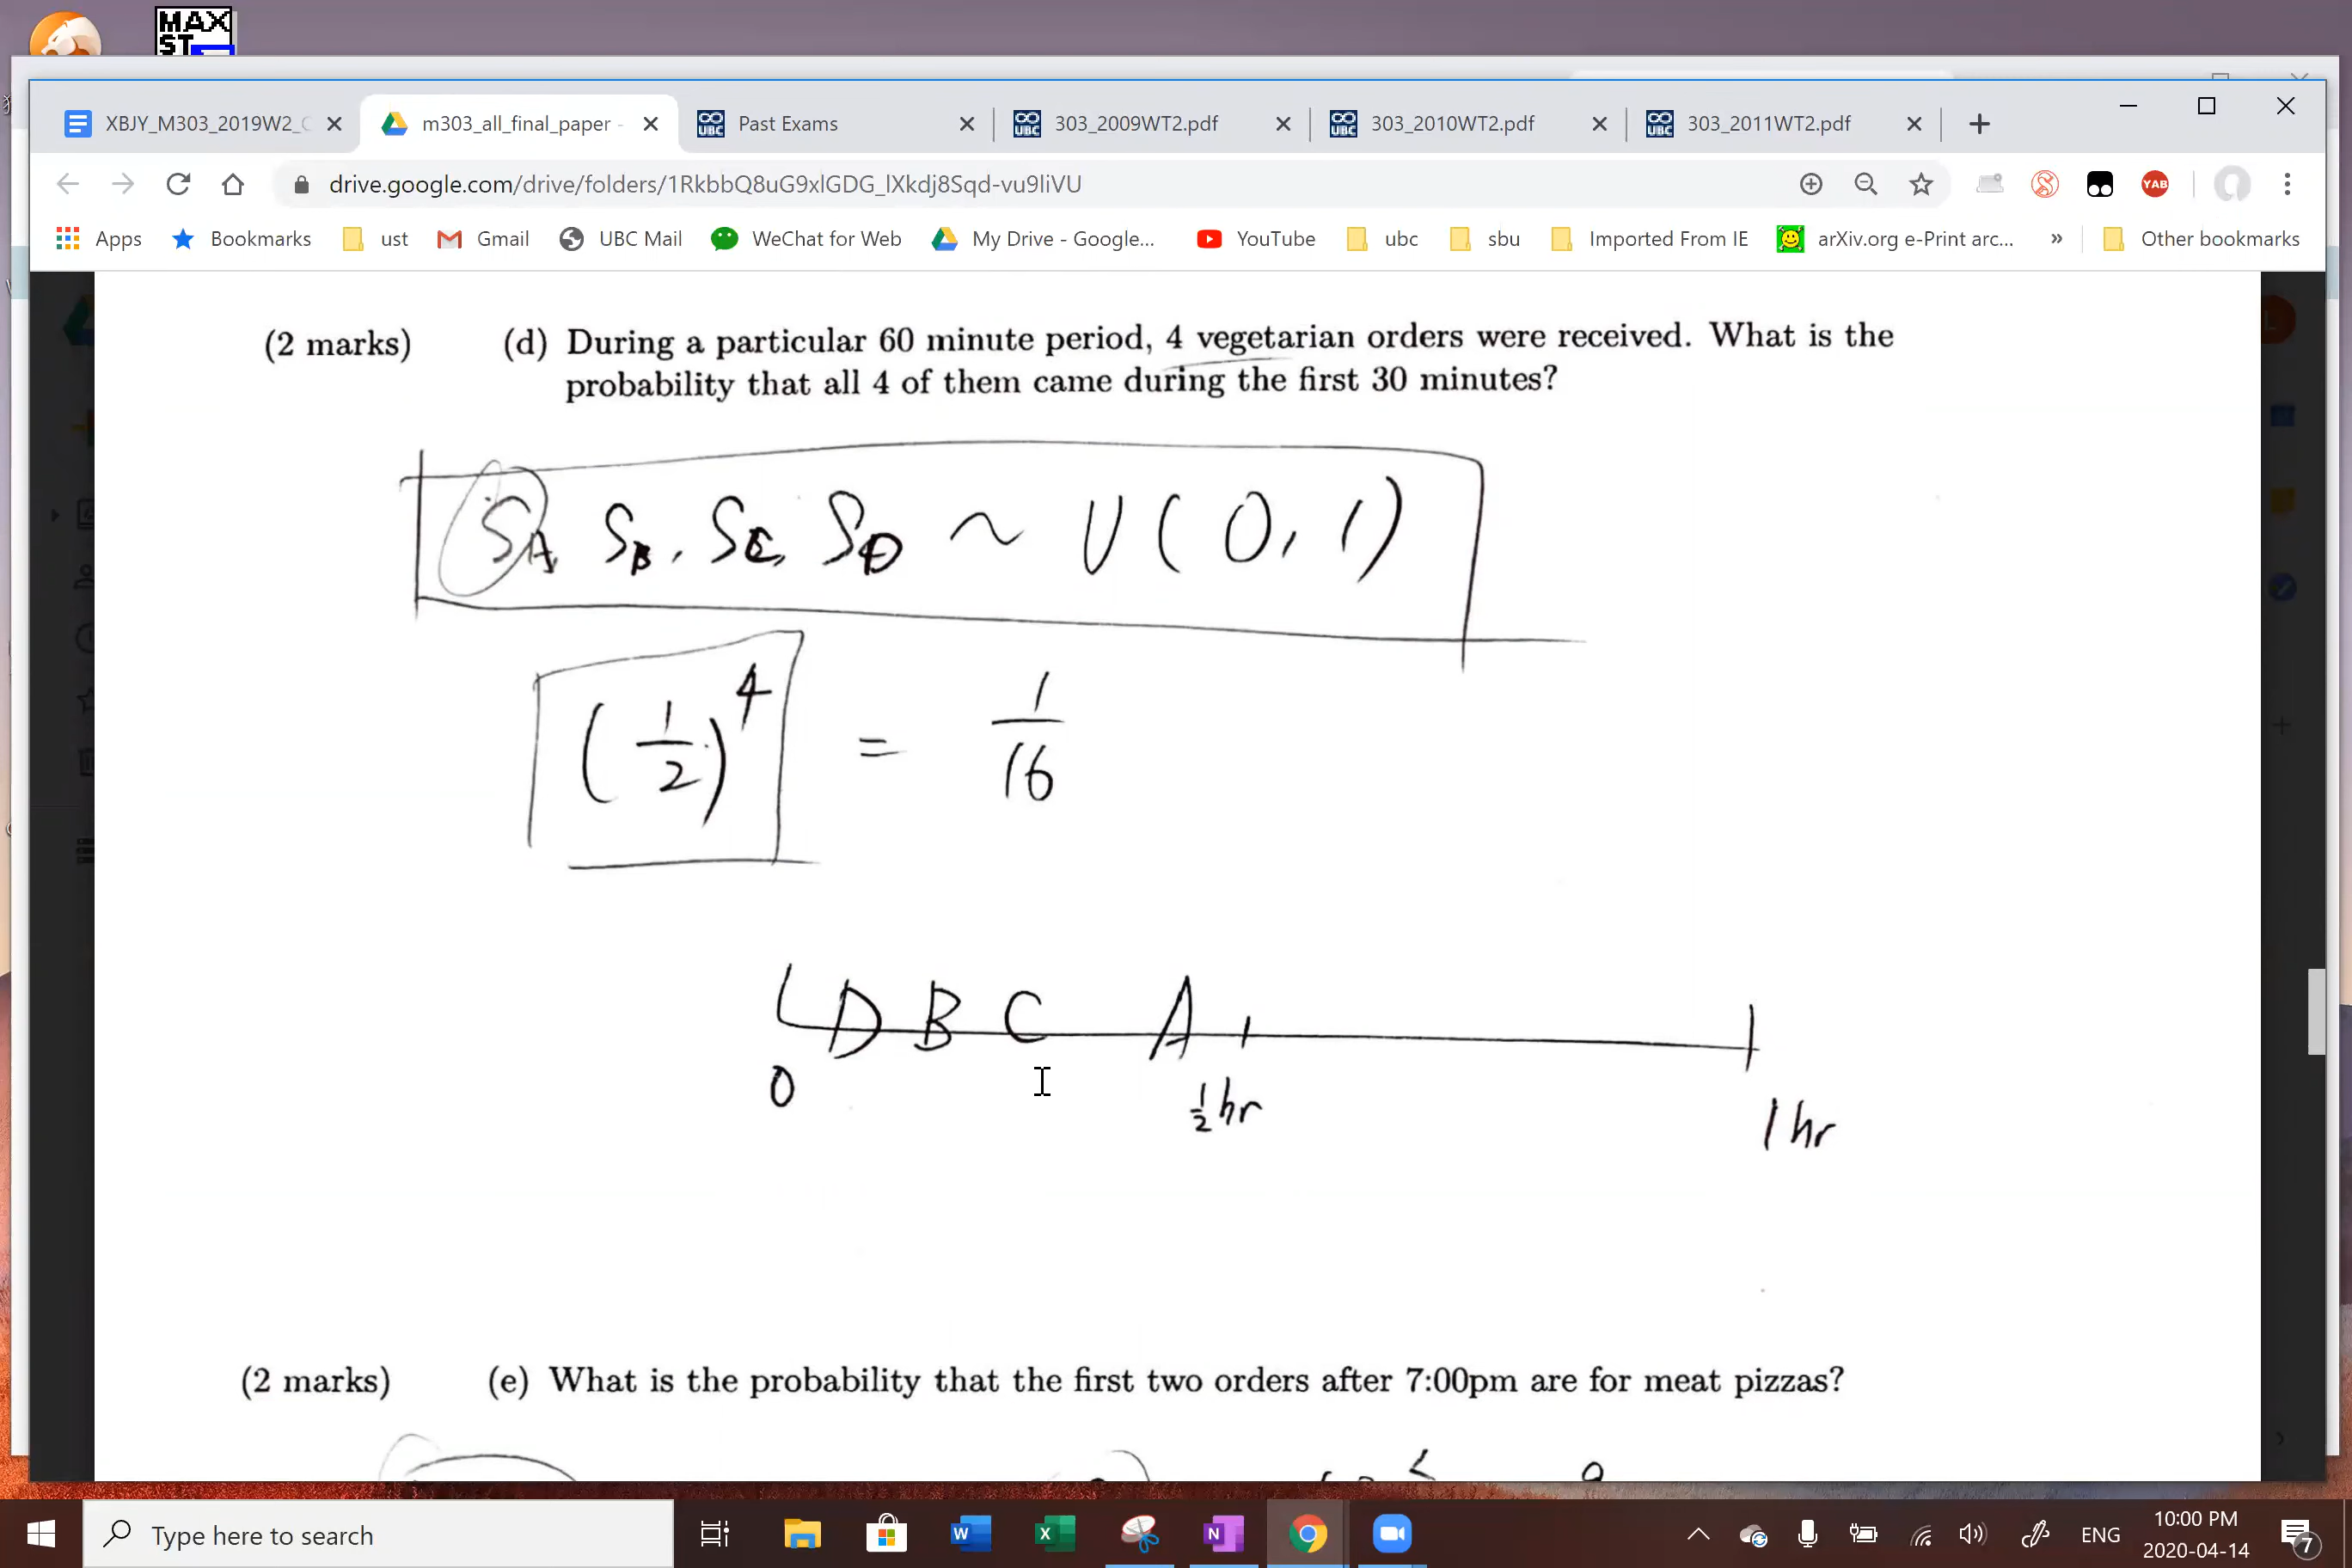 MAX
ST
XBJY_M303_2019W2_
m303_all_final_paper -
Past Exams
303_2009WT2.pdf
303_2010WT2.pdf
303_2011WT2.pdf
drive.google.com/drive/folders/1RkbbQ8uG9xlGDG_lXkdj8Sqd-vu9liVU
YAB
Apps
Bookmarks
ust
Gmail
UBC Mail
WeChat for Web
My Drive - Google...
YouTube
ubc
sbu
Imported From IE
arXiv.org e-Print arc...
»
Other bookmarks
(2 marks) (d) During a particular 60 minute period, 4 vegetarian orders were received. What is the
probability that all 4 of them came during the first 30 minutes?
S_A, S_B, S_C, S_D ~ U(0, 1)
(1/2)^4 = 1/16
D B C A
0 1/2 hr 1 hr
(2 marks) (e) What is the probability that the first two orders after 7:00pm are for meat pizzas?
Type here to search
ENG
10:00 PM
2020-04-14
7